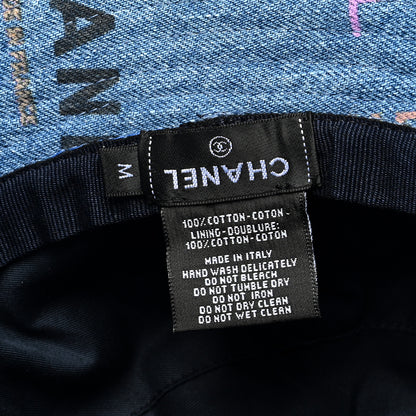 CHANEL
M
100% COTTON-COTON-
LINING-DOUBLURE:
100% COTTON-COTON
MADE IN ITALY
HAND WASH DELICATELY
DO NOT BLEACH
DO NOT TUMBLE DRY
DO NOT IRON
DO NOT DRY CLEAN
DO NOT WET CLEAN